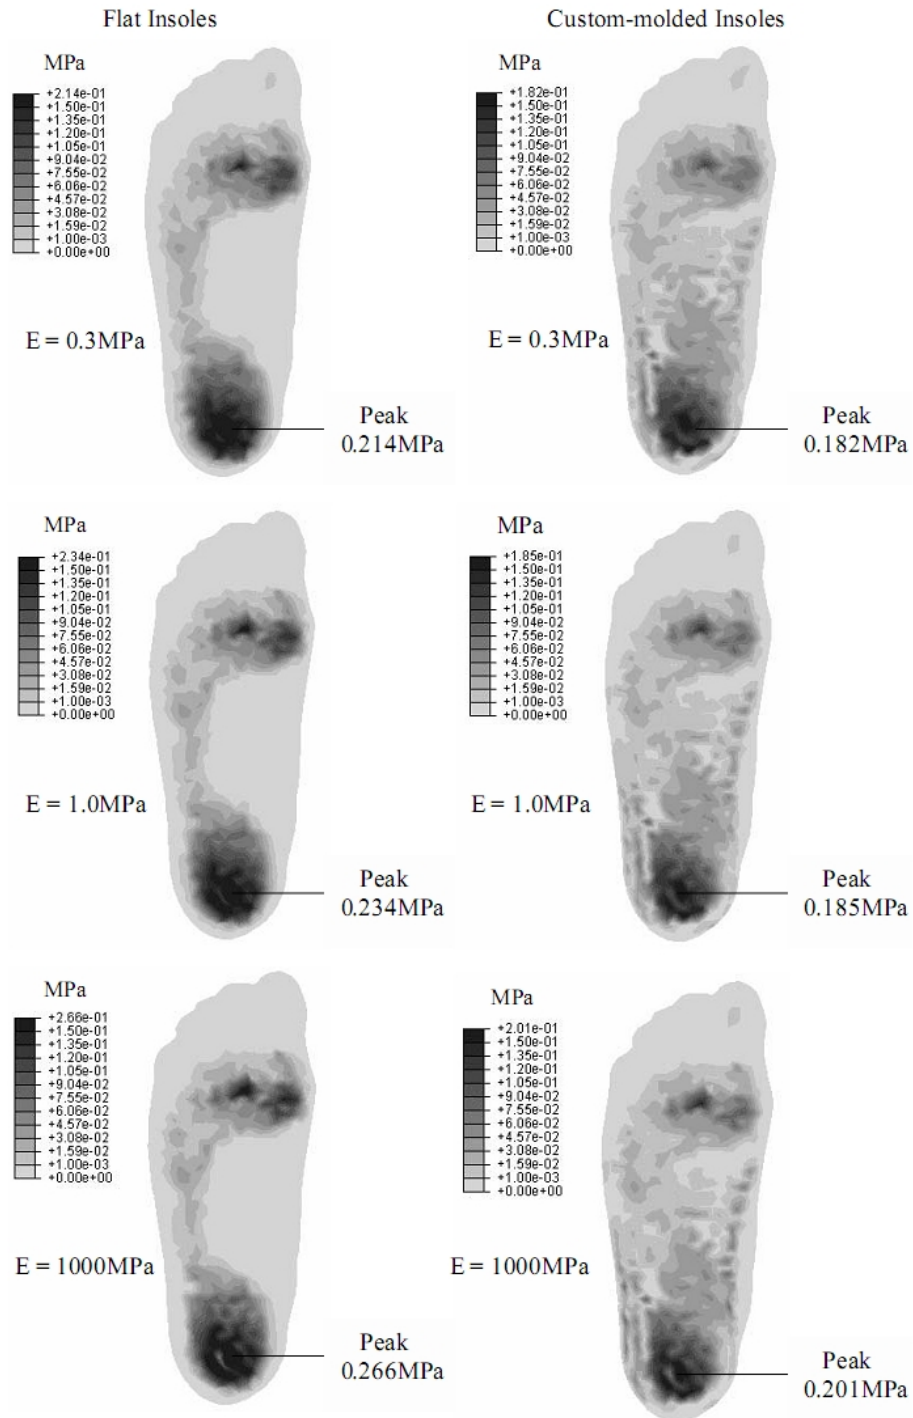 Flat Insoles
Custom-molded Insoles
MPa
+2.14e-01
+1.50e-01
+1.35e-01
+1.20e-01
+1.05e-01
+9.04e-02
+7.55e-02
+6.06e-02
+4.57e-02
+3.08e-02
+1.59e-02
+1.00e-03
+0.00e+00
E = 0.3MPa
Peak
0.214MPa
MPa
+1.82e-01
+1.50e-01
+1.35e-01
+1.20e-01
+1.05e-01
+9.04e-02
+7.55e-02
+6.06e-02
+4.57e-02
+3.08e-02
+1.59e-02
+1.00e-03
+0.00e+00
E = 0.3MPa
Peak
0.182MPa
MPa
+2.34e-01
+1.50e-01
+1.35e-01
+1.20e-01
+1.05e-01
+9.04e-02
+7.55e-02
+6.06e-02
+4.57e-02
+3.08e-02
+1.59e-02
+1.00e-03
+0.00e+00
E = 1.0MPa
Peak
0.234MPa
MPa
+1.85e-01
+1.50e-01
+1.35e-01
+1.20e-01
+1.05e-01
+9.04e-02
+7.55e-02
+6.06e-02
+4.57e-02
+3.08e-02
+1.59e-02
+1.00e-03
+0.00e+00
E = 1.0MPa
Peak
0.185MPa
MPa
+2.66e-01
+1.50e-01
+1.35e-01
+1.20e-01
+1.05e-01
+9.04e-02
+7.55e-02
+6.06e-02
+4.57e-02
+3.08e-02
+1.59e-02
+1.00e-03
+0.00e+00
E = 1000MPa
Peak
0.266MPa
MPa
+2.01e-01
+1.50e-01
+1.35e-01
+1.20e-01
+1.05e-01
+9.04e-02
+7.55e-02
+6.06e-02
+4.57e-02
+3.08e-02
+1.59e-02
+1.00e-03
+0.00e+00
E = 1000MPa
Peak
0.201MPa